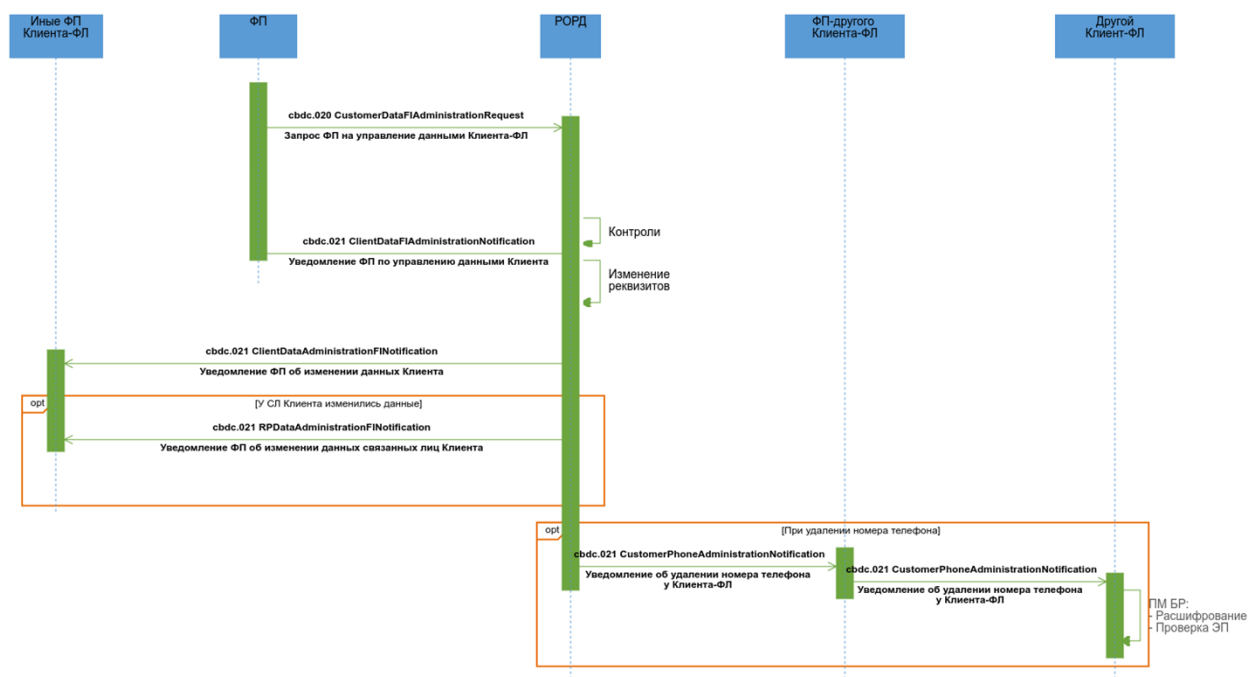 Иные ФП
Клиента-ФЛ
ФП
РОРД
ФП-другого
Клиента-ФЛ
Другой
Клиент-ФЛ
cbdc.020 CustomerDataFIAdministrationRequest
Запрос ФП на управление данными Клиента-ФЛ
Контроли
cbdc.021 ClientDataFIAdministrationNotification
Уведомление ФП по управлению данными Клиента
Изменение
реквизитов
cbdc.021 ClientDataAdministrationFINotification
Уведомление ФП об изменении данных Клиента
opt
[У СЛ Клиента изменились данные]
cbdc.021 RPDataAdministrationFINotification
Уведомление ФП об изменении данных связанных лиц Клиента
opt
[При удалении номера телефона]
cbdc.021 CustomerPhoneAdministrationNotification
Уведомление об удалении номера телефона
у Клиента-ФЛ
cbdc.021 CustomerPhoneAdministrationNotification
Уведомление об удалении номера телефона
у Клиента-ФЛ
ПМ БР:
- Расшифрование
- Проверка ЭП